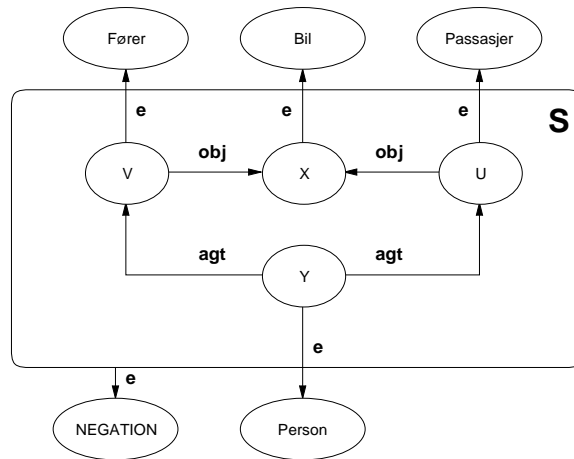 Fører
Bil
Passasjer
e
e
e
S
obj
obj
V
X
U
agt
Y
agt
e
e
NEGATION
Person